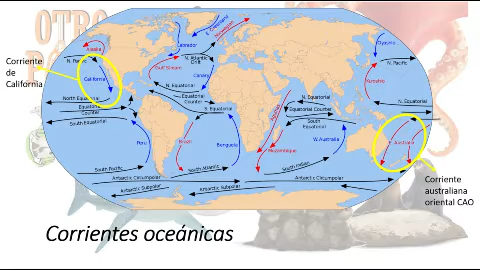 OTRO
Corriente
de
California
Alaska
N. Pacific
California
North Equatorial
Equatorial
Counter
South Equatorial
Labrador
E. Greenland
Norwegian
N. Atlantic
Drift
Gulf Stream
Canary
N. Equatorial
Equatorial
Counter
S. Equatorial
Peru
Brazil
Benguela
South Pacific
South Atlantic
Antarctic Circumpolar
Antarctic Subpolar
Antarctic Subpolar
Antarctic Circumpolar
South Indian
Mozambique
N. Equatorial
Equatorial Counter
South
Equatorial
W. Australia
Oyashio
N. Pacific
Kuroshio
N. Equatorial
E. Australia
Corriente
australiana
oriental CAO
Corrientes oceánicas